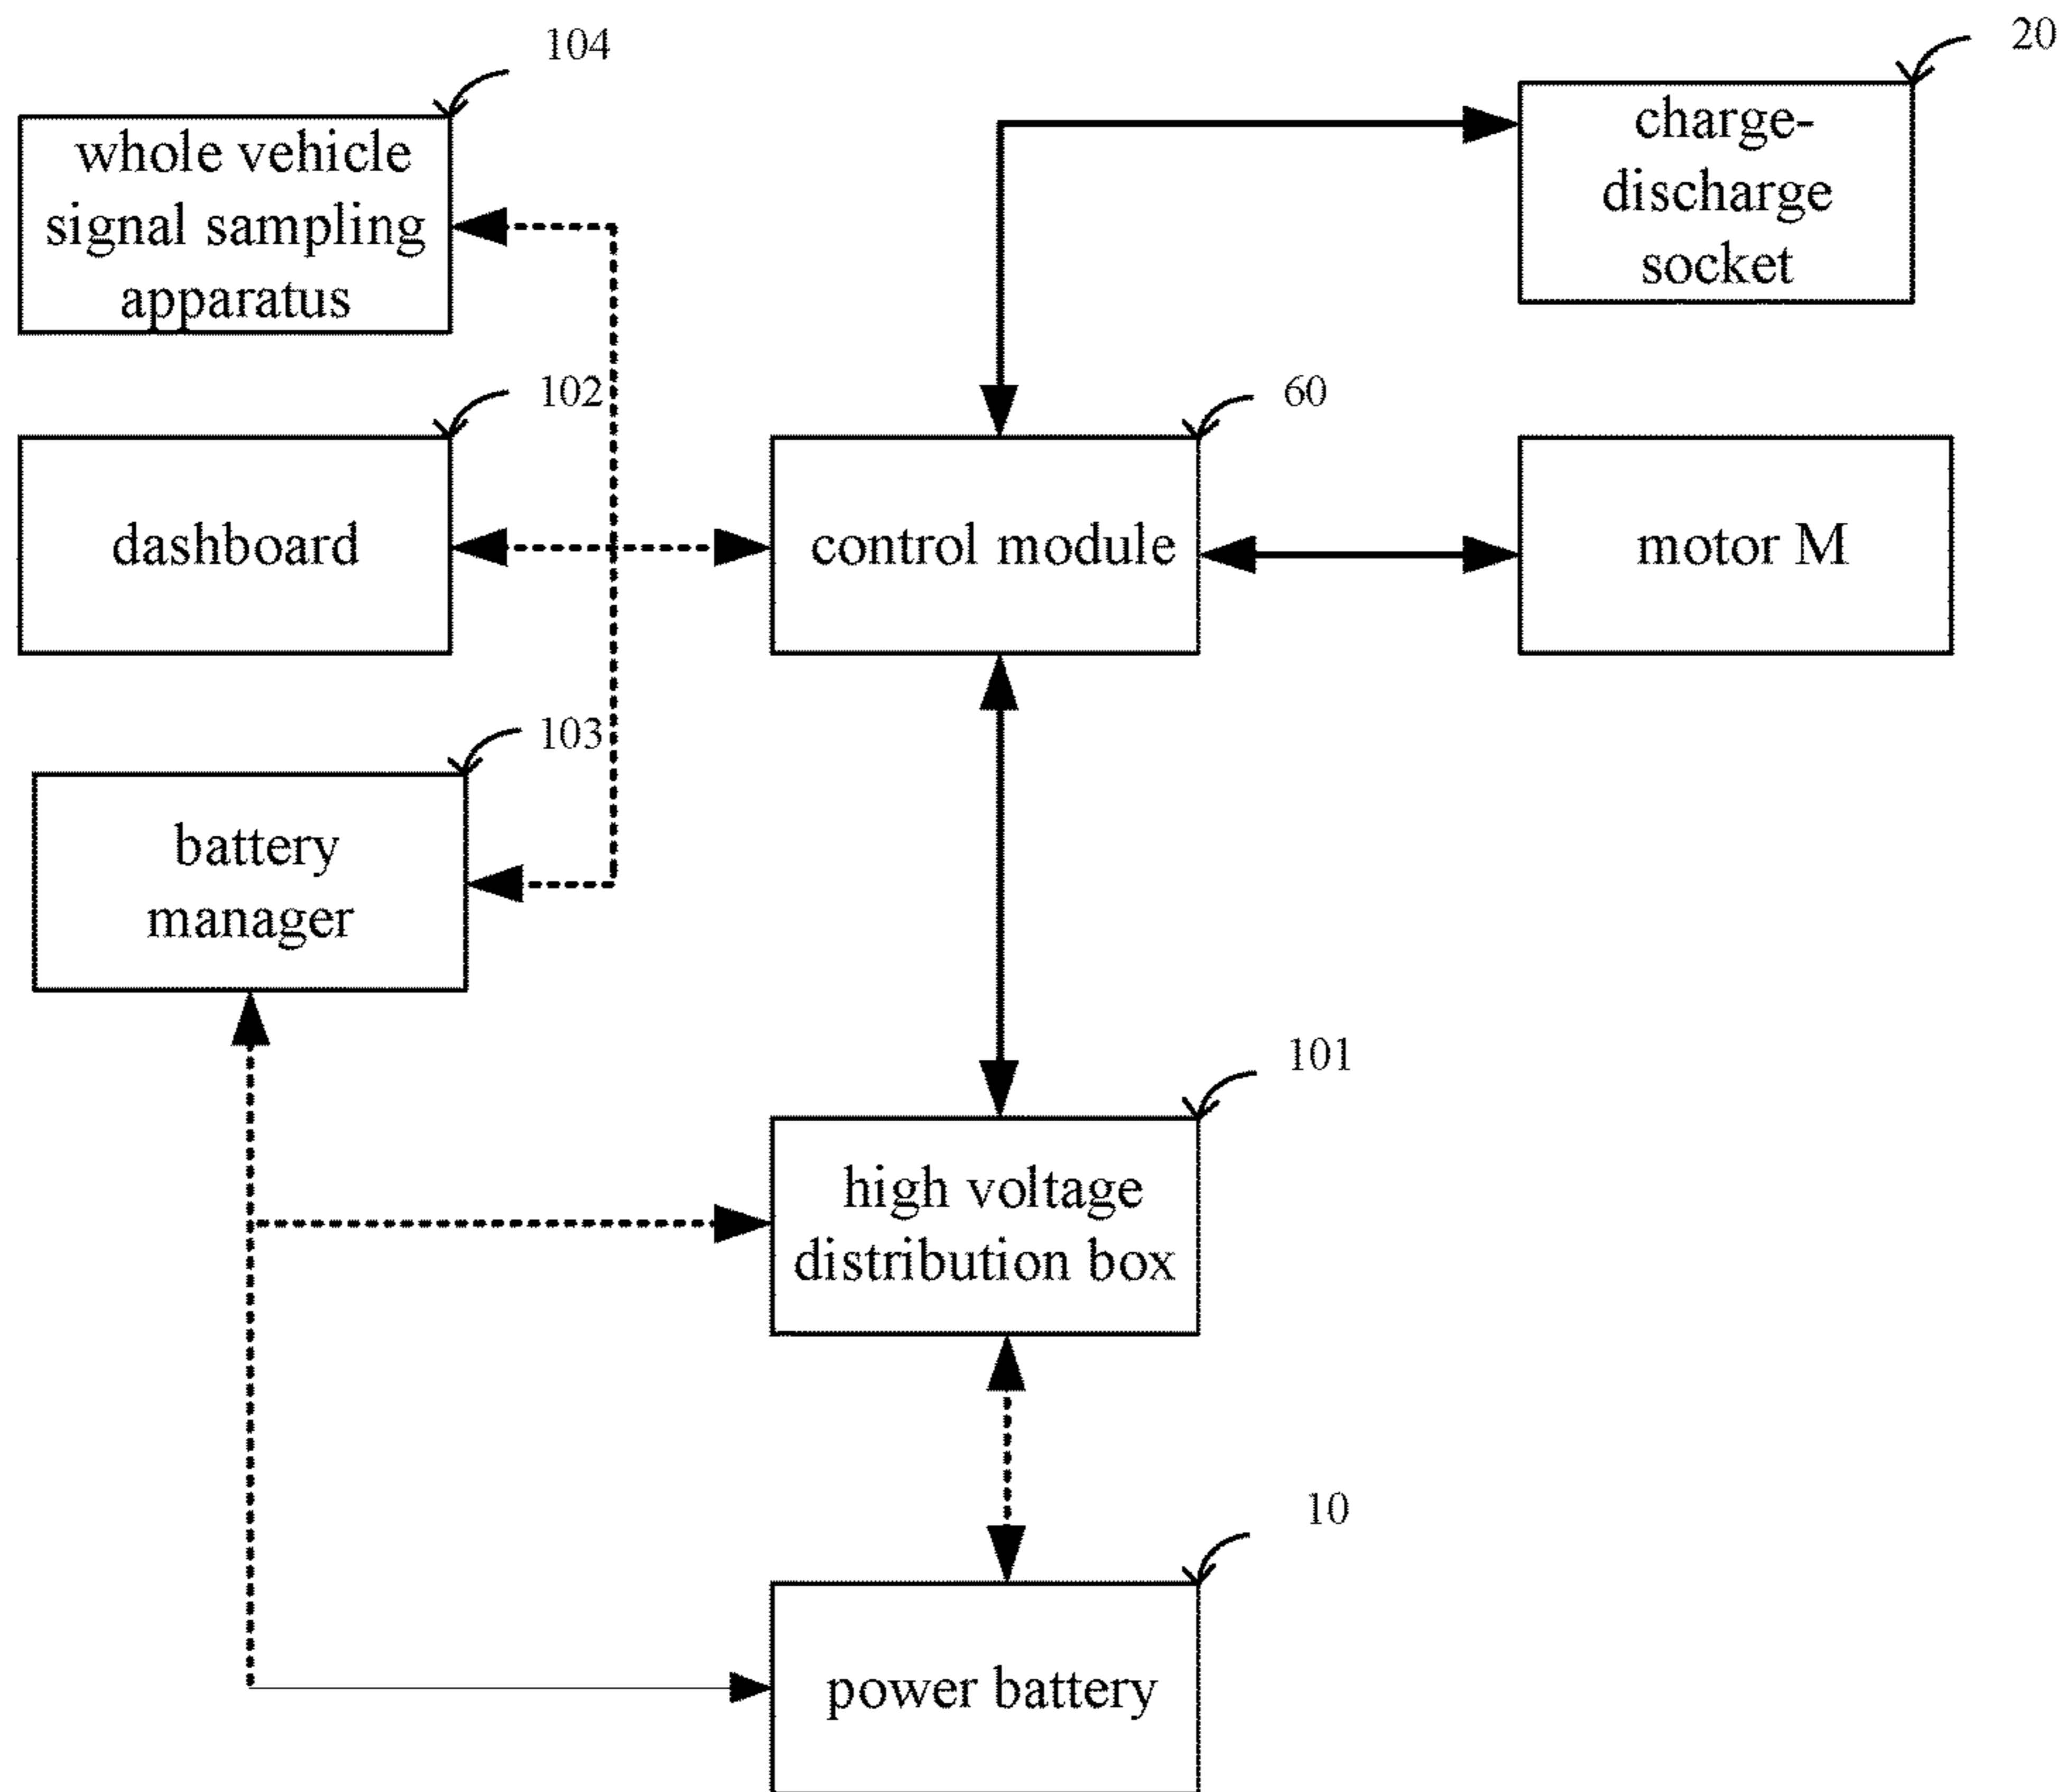 104
20
whole vehicle
signal sampling
apparatus
charge-
discharge
socket
102
60
dashboard
control module
motor M
103
battery
manager
101
high voltage
distribution box
10
power battery